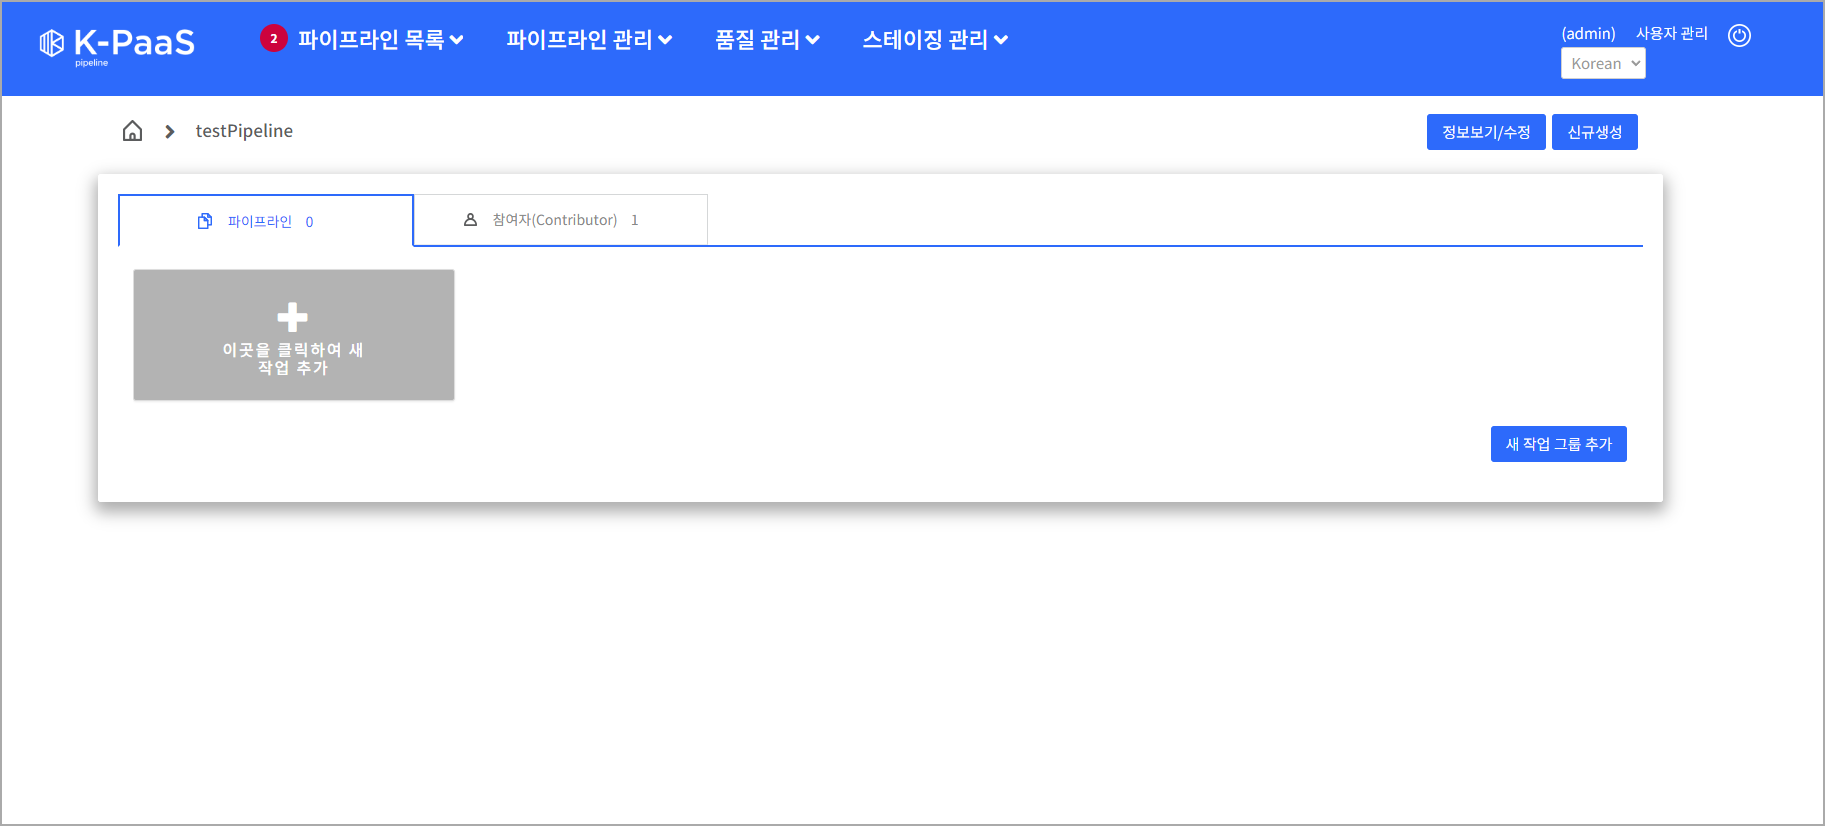 K-PaaS
pipeline
2 파이프라인 목록
파이프라인 관리
품질 관리
스테이징 관리
(admin)
사용자 관리
Korean
testPipeline
정보보기/수정
신규생성
파이프라인 0
참여자(Contributor) 1
이곳을 클릭하여 새
작업 추가
새 작업 그룹 추가